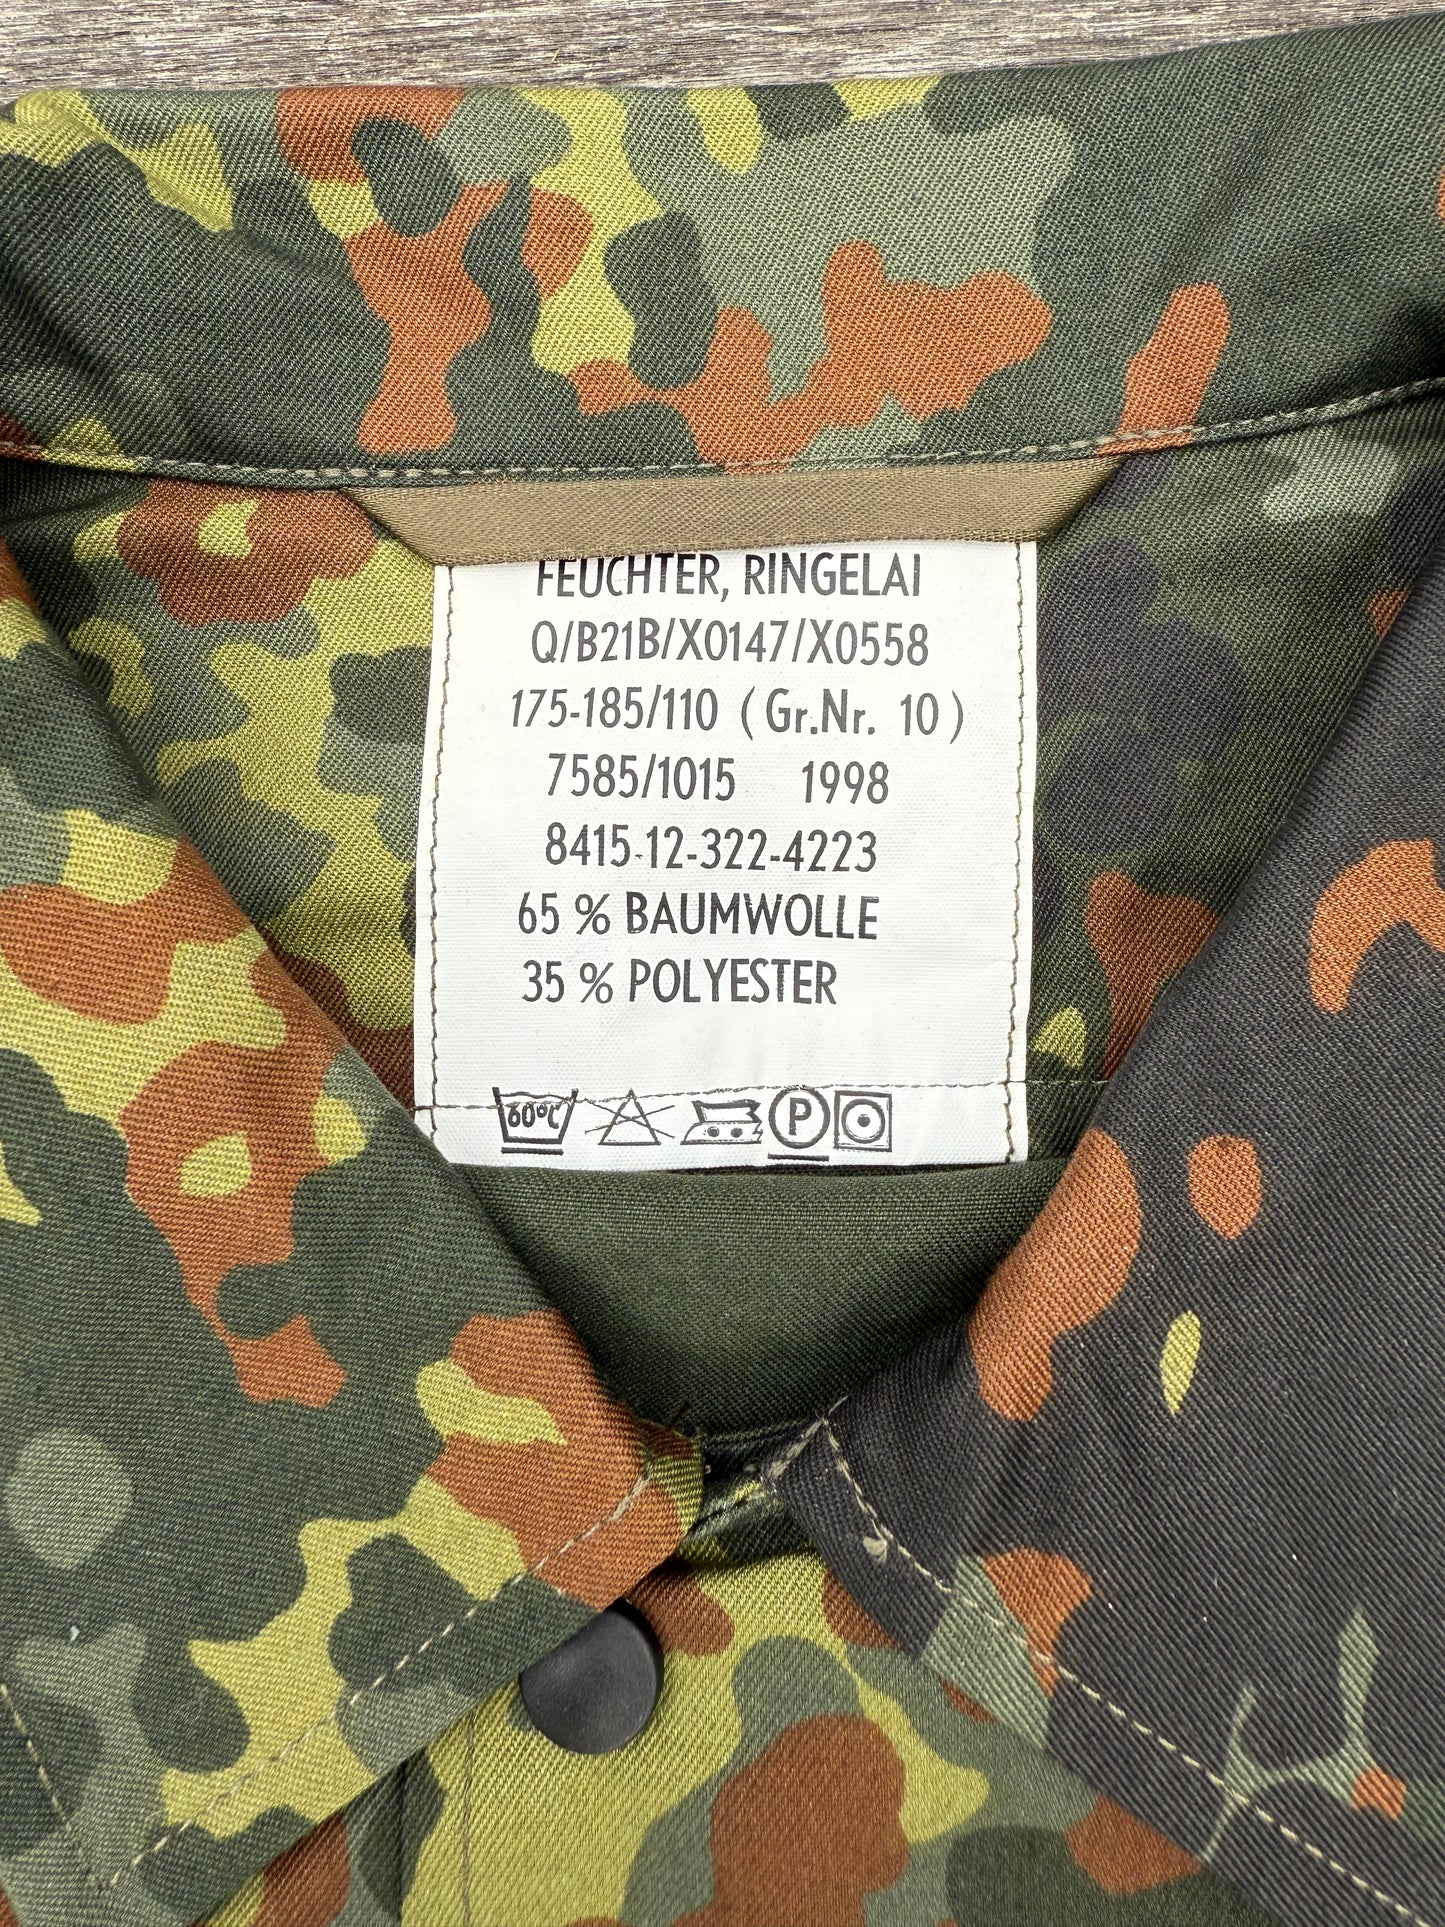 FEUCHTER, RINGELAI
Q/B21B/X0147/X0558
175-185/110 (Gr.Nr. 10)
7585/1015 1998
8415-12-322-4223
65 % BAUMWOLLE
35 % POLYESTER
60°C P